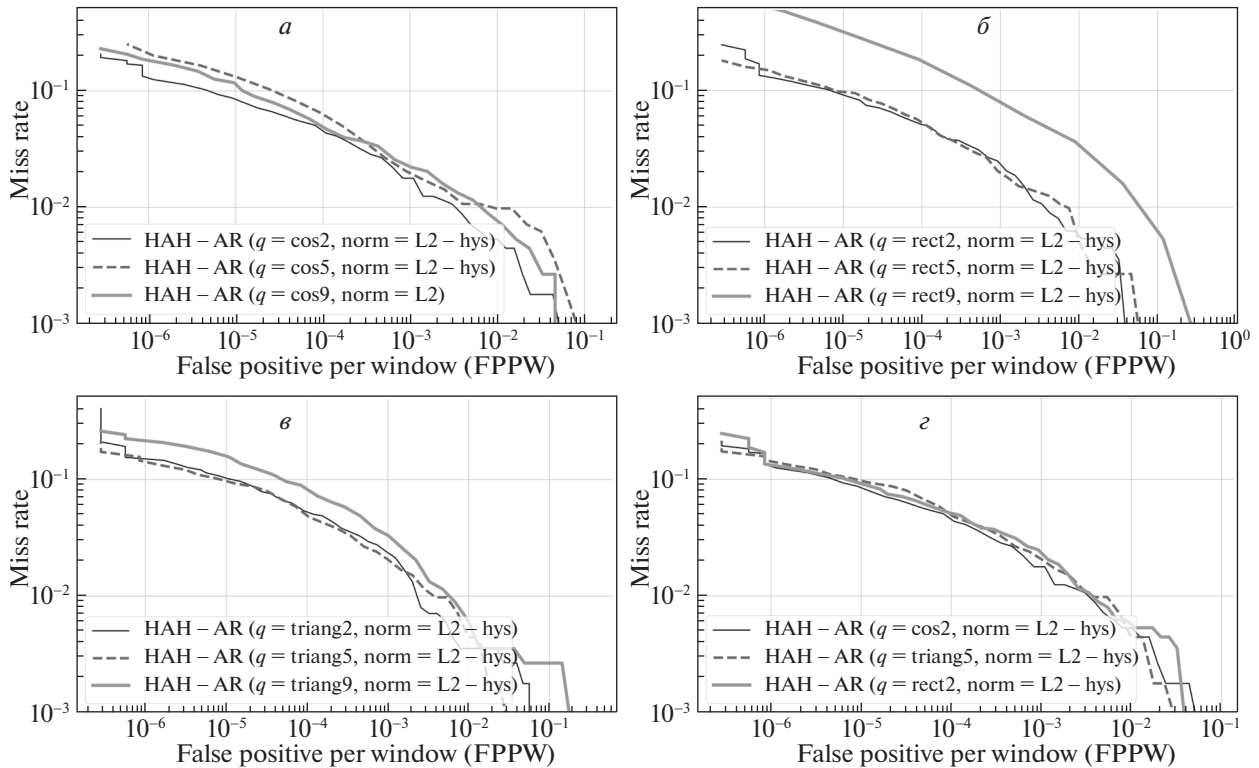 а
Miss rate
10⁻¹
10⁻²
10⁻³
HAH – AR (q = cos2, norm = L2 – hys)
HAH – AR (q = cos5, norm = L2 – hys)
HAH – AR (q = cos9, norm = L2)
10⁻⁶ 10⁻⁵ 10⁻⁴ 10⁻³ 10⁻² 10⁻¹
False positive per window (FPPW)
б
Miss rate
10⁻¹
10⁻²
10⁻³
HAH – AR (q = rect2, norm = L2 – hys)
HAH – AR (q = rect5, norm = L2 – hys)
HAH – AR (q = rect9, norm = L2 – hys)
10⁻⁶ 10⁻⁵ 10⁻⁴ 10⁻³ 10⁻² 10⁻¹ 10⁰
False positive per window (FPPW)
в
Miss rate
10⁻¹
10⁻²
10⁻³
HAH – AR (q = triang2, norm = L2 – hys)
HAH – AR (q = triang5, norm = L2 – hys)
HAH – AR (q = triang9, norm = L2 – hys)
10⁻⁶ 10⁻⁵ 10⁻⁴ 10⁻³ 10⁻² 10⁻¹
False positive per window (FPPW)
г
Miss rate
10⁻¹
10⁻²
10⁻³
HAH – AR (q = cos2, norm = L2 – hys)
HAH – AR (q = triang5, norm = L2 – hys)
HAH – AR (q = rect2, norm = L2 – hys)
10⁻⁶ 10⁻⁵ 10⁻⁴ 10⁻³ 10⁻² 10⁻¹
False positive per window (FPPW)